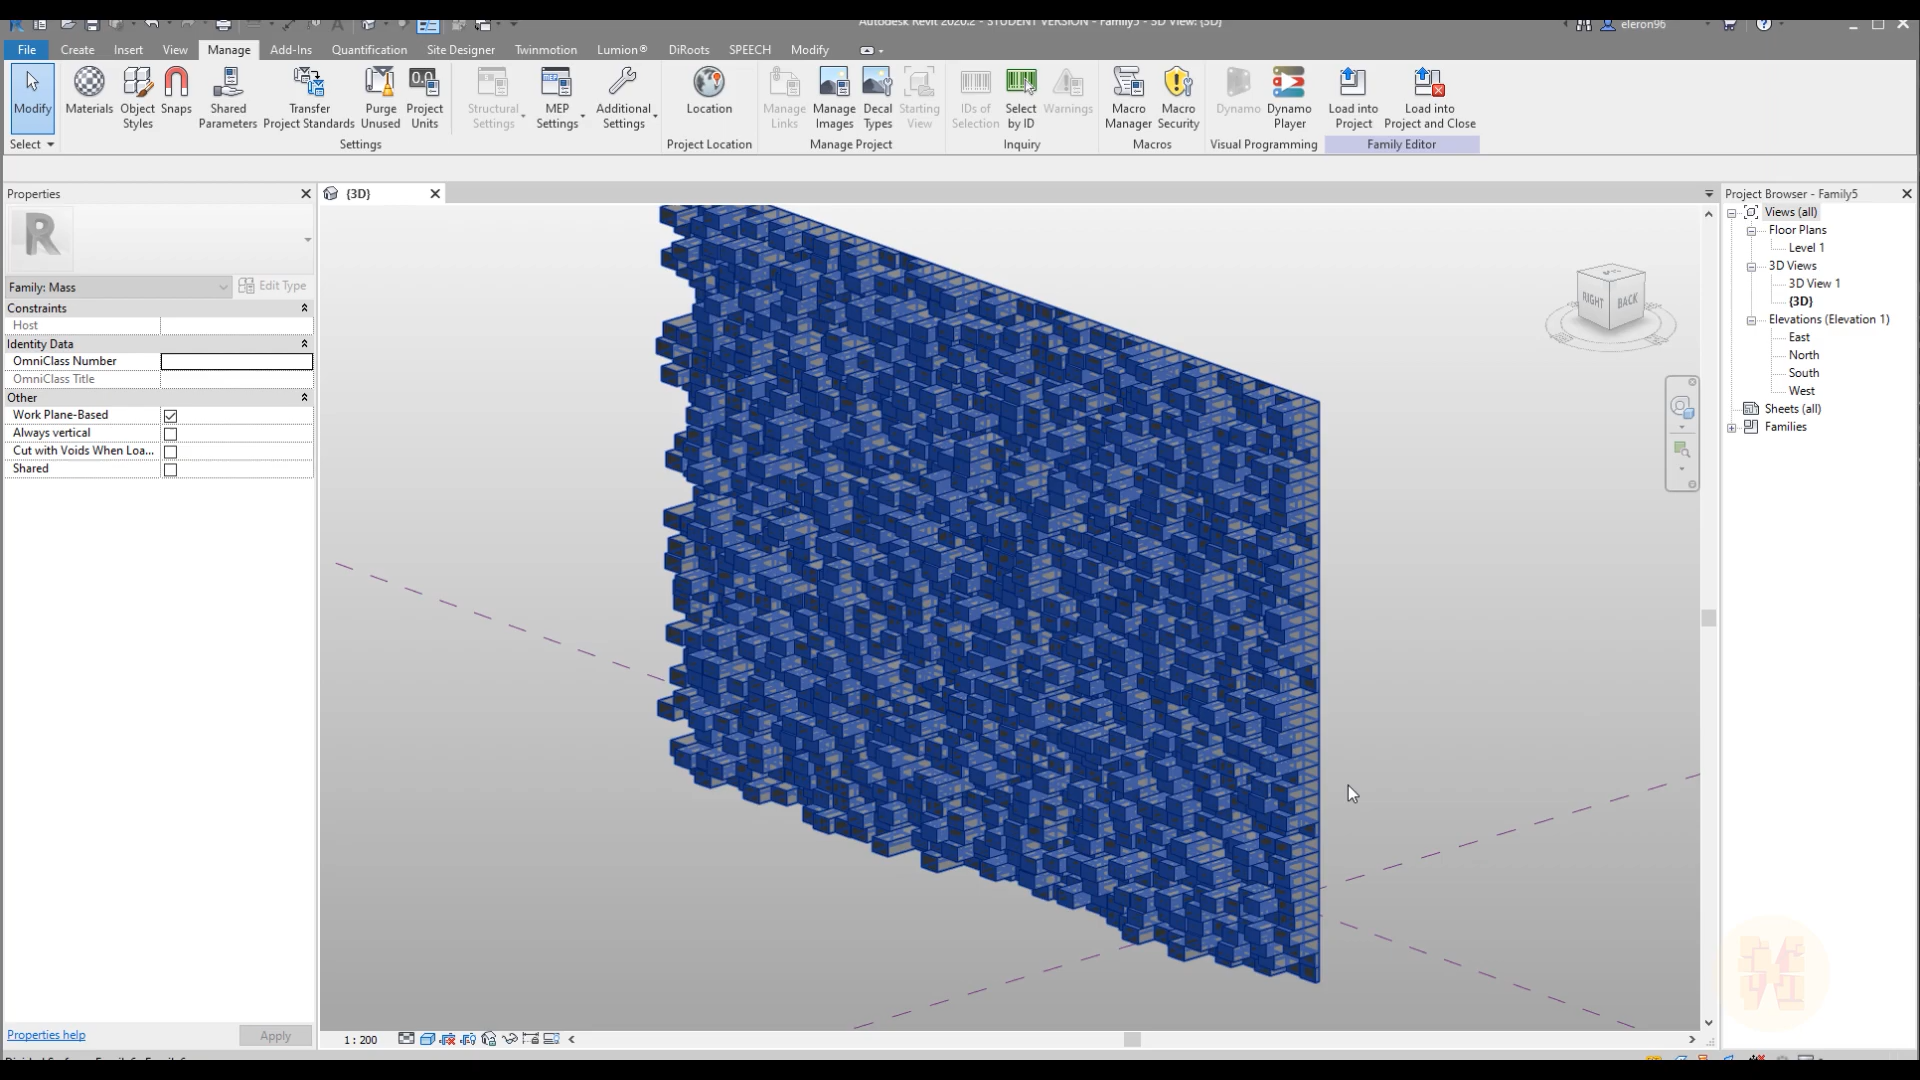 Autodesk Revit 2020.2 - STUDENT VERSION - Family5 - 3D View: {3D}
eleron96
File Create Insert View Manage Add-Ins Quantification Site Designer Twinmotion Lumion® DiRoots SPEECH Modify
Modify
Materials
Object Styles
Snaps
Shared Parameters
Transfer Project Standards
Purge Unused
Project Units
Structural Settings
MEP Settings
Additional Settings
Location
Manage Links
Manage Images
Decal Types
Starting View
IDs of Selection
Select by ID
Warnings
Macro Manager
Macro Security
Dynamo
Dynamo Player
Load into Project
Load into Project and Close
Select Settings Project Location Manage Project Inquiry Macros Visual Programming Family Editor
Properties
{3D}
Project Browser - Family5
R
Family: Mass
Edit Type
Constraints
Host
Identity Data
OmniClass Number
OmniClass Title
Other
Work Plane-Based
Always vertical
Cut with Voids When Loa...
Shared
Properties help
Apply
RIGHT
BACK
Views (all)
Floor Plans
Level 1
3D Views
3D View 1
{3D}
Elevations (Elevation 1)
East
North
South
West
Sheets (all)
Families
1 : 200